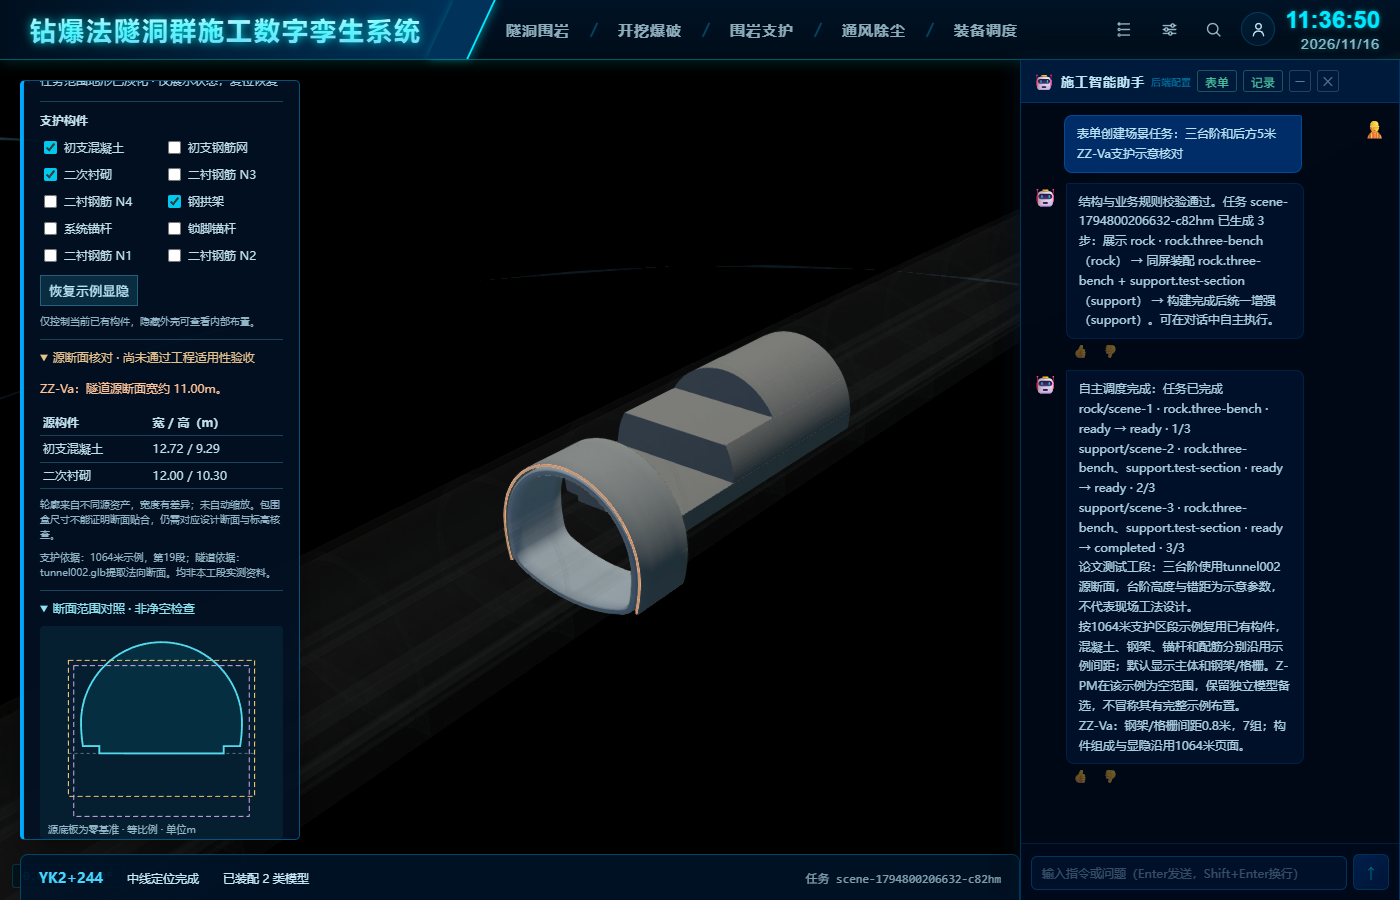 钻爆法隧洞群施工数字孪生系统
隧洞围岩 / 开挖爆破 / 围岩支护 / 通风除尘 / 装备调度
11:36:50
2026/11/16
支护构件
初支混凝土
初支钢筋网
二次衬砌
二衬钢筋 N3
二衬钢筋 N4
钢拱架
系统锚杆
锁脚锚杆
二衬钢筋 N1
二衬钢筋 N2
恢复示例显隐
仅控制当前已有构件，隐藏外壳可查看内部布置。
▼ 源断面核对 · 尚未通过工程适用性验收
ZZ-Va：隧道源断面宽约 11.00m。
源构件 宽 / 高（m）
初支混凝土 12.72 / 9.29
二次衬砌 12.00 / 10.30
轮廓来自不同源资产，宽度有差异；未自动缩放。包围
盒尺寸不能证明断面贴合，仍需对应设计断面与标高核
查。
支护依据：1064米示例，第19段；隧道依据：
tunnel002.glb提取法向断面。均非本工段实测资料。
▼ 断面范围对照 · 非净空检查
源底板为零基准 · 等比例 · 单位m
YK2+244 中线定位完成 已装配 2 类模型
任务 scene-1794800206632-c82hm
施工智能助手 后端配置 表单 记录
表单创建场景任务：三台阶和后方5米
ZZ-Va支护示意核对
结构与业务规则校验通过。任务 scene-
1794800206632-c82hm 已生成 3
步：展示 rock · rock.three-bench
（rock） → 同屏装配 rock.three-
bench + support.test-section
（support） → 构建完成后统一增强
（support）。可在对话中自主执行。
自主调度完成：任务已完成
rock/scene-1 · rock.three-bench ·
ready → ready · 1/3
support/scene-2 · rock.three-
bench、support.test-section · ready
→ ready · 2/3
support/scene-3 · rock.three-
bench、support.test-section · ready
→ completed · 3/3
论文测试工段：三台阶使用tunnel002
源断面，台阶高度与错距为示意参数，
不代表现场工法设计。
按1064米支护区段示例复用已有构件，
混凝土、钢架、锚杆和配筋分别沿用示
例间距；默认显示主体和钢架/格栅。Z-
PM在该示例为空范围，保留独立模型备
选，不冒称其有完整示例布置。
ZZ-Va：钢架/格栅间距0.8米，7组；构
件组成与显隐沿用1064米页面。
输入指令或问题（Enter发送，Shift+Enter换行）